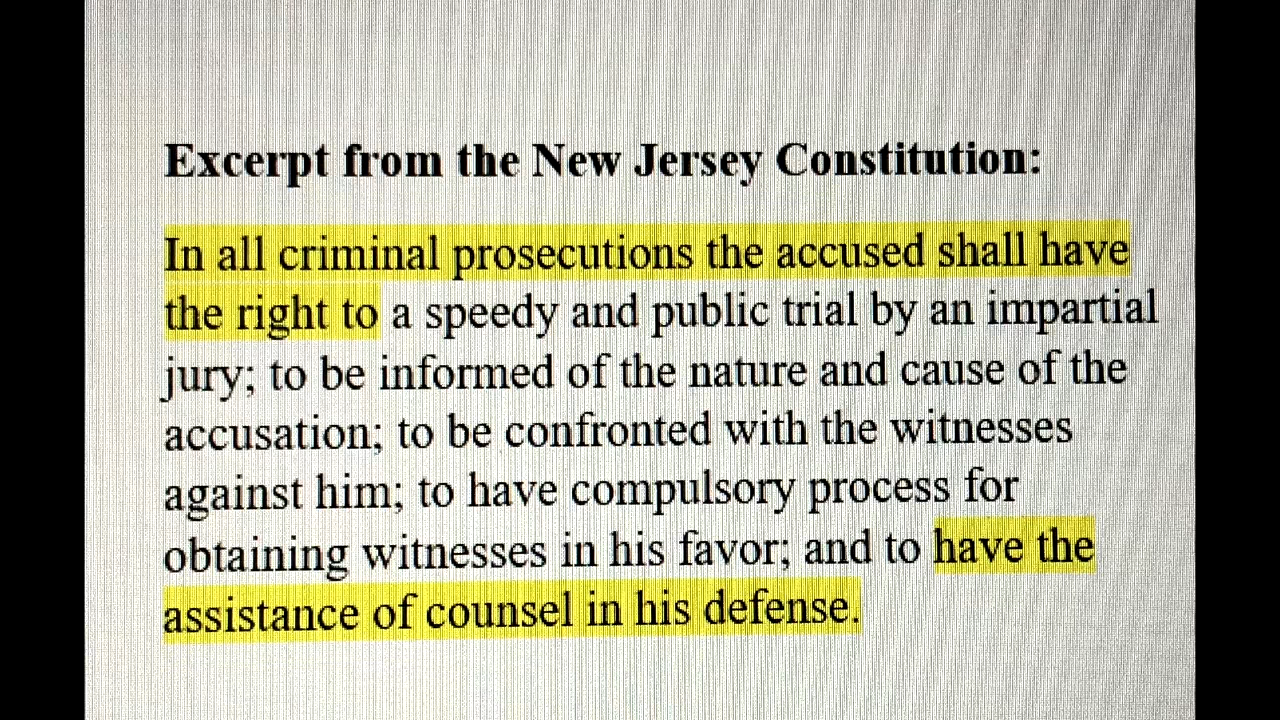 Excerpt from the New Jersey Constitution:
In all criminal prosecutions the accused shall have
the right to a speedy and public trial by an impartial
jury; to be informed of the nature and cause of the
accusation; to be confronted with the witnesses
against him; to have compulsory process for
obtaining witnesses in his favor; and to have the
assistance of counsel in his defense.